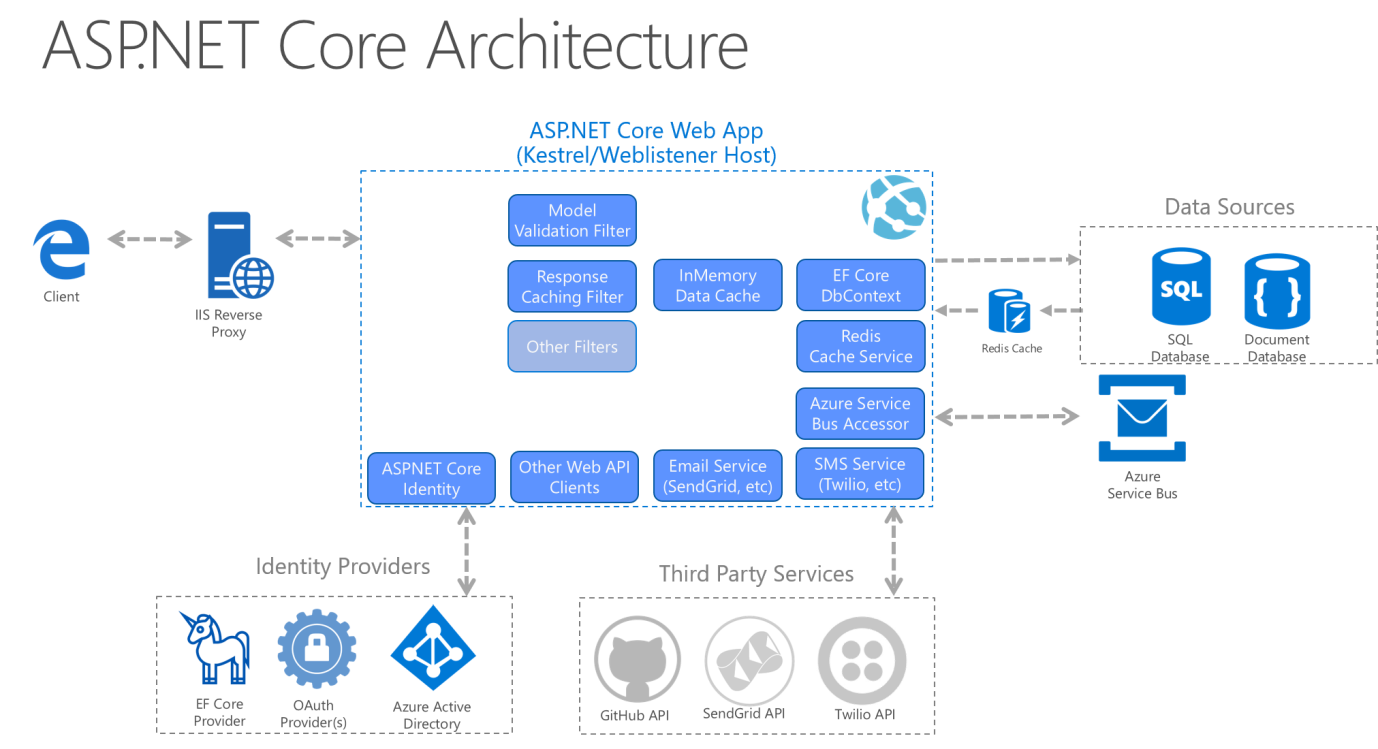 ASP.NET Core Architecture
ASP.NET Core Web App
(Kestrel/Weblistener Host)
Client
IIS Reverse
Proxy
Model
Validation Filter
Response
Caching Filter
Other Filters
InMemory
Data Cache
EF Core
DbContext
Redis
Cache Service
Azure Service
Bus Accessor
ASPNET Core
Identity
Other Web API
Clients
Email Service
(SendGrid, etc)
SMS Service
(Twilio, etc)
Redis Cache
Data Sources
SQL
SQL
Database
{ }
Document
Database
Azure
Service Bus
Identity Providers
EF Core
Provider
OAuth
Provider(s)
Azure Active
Directory
Third Party Services
GitHub API
SendGrid API
Twilio API